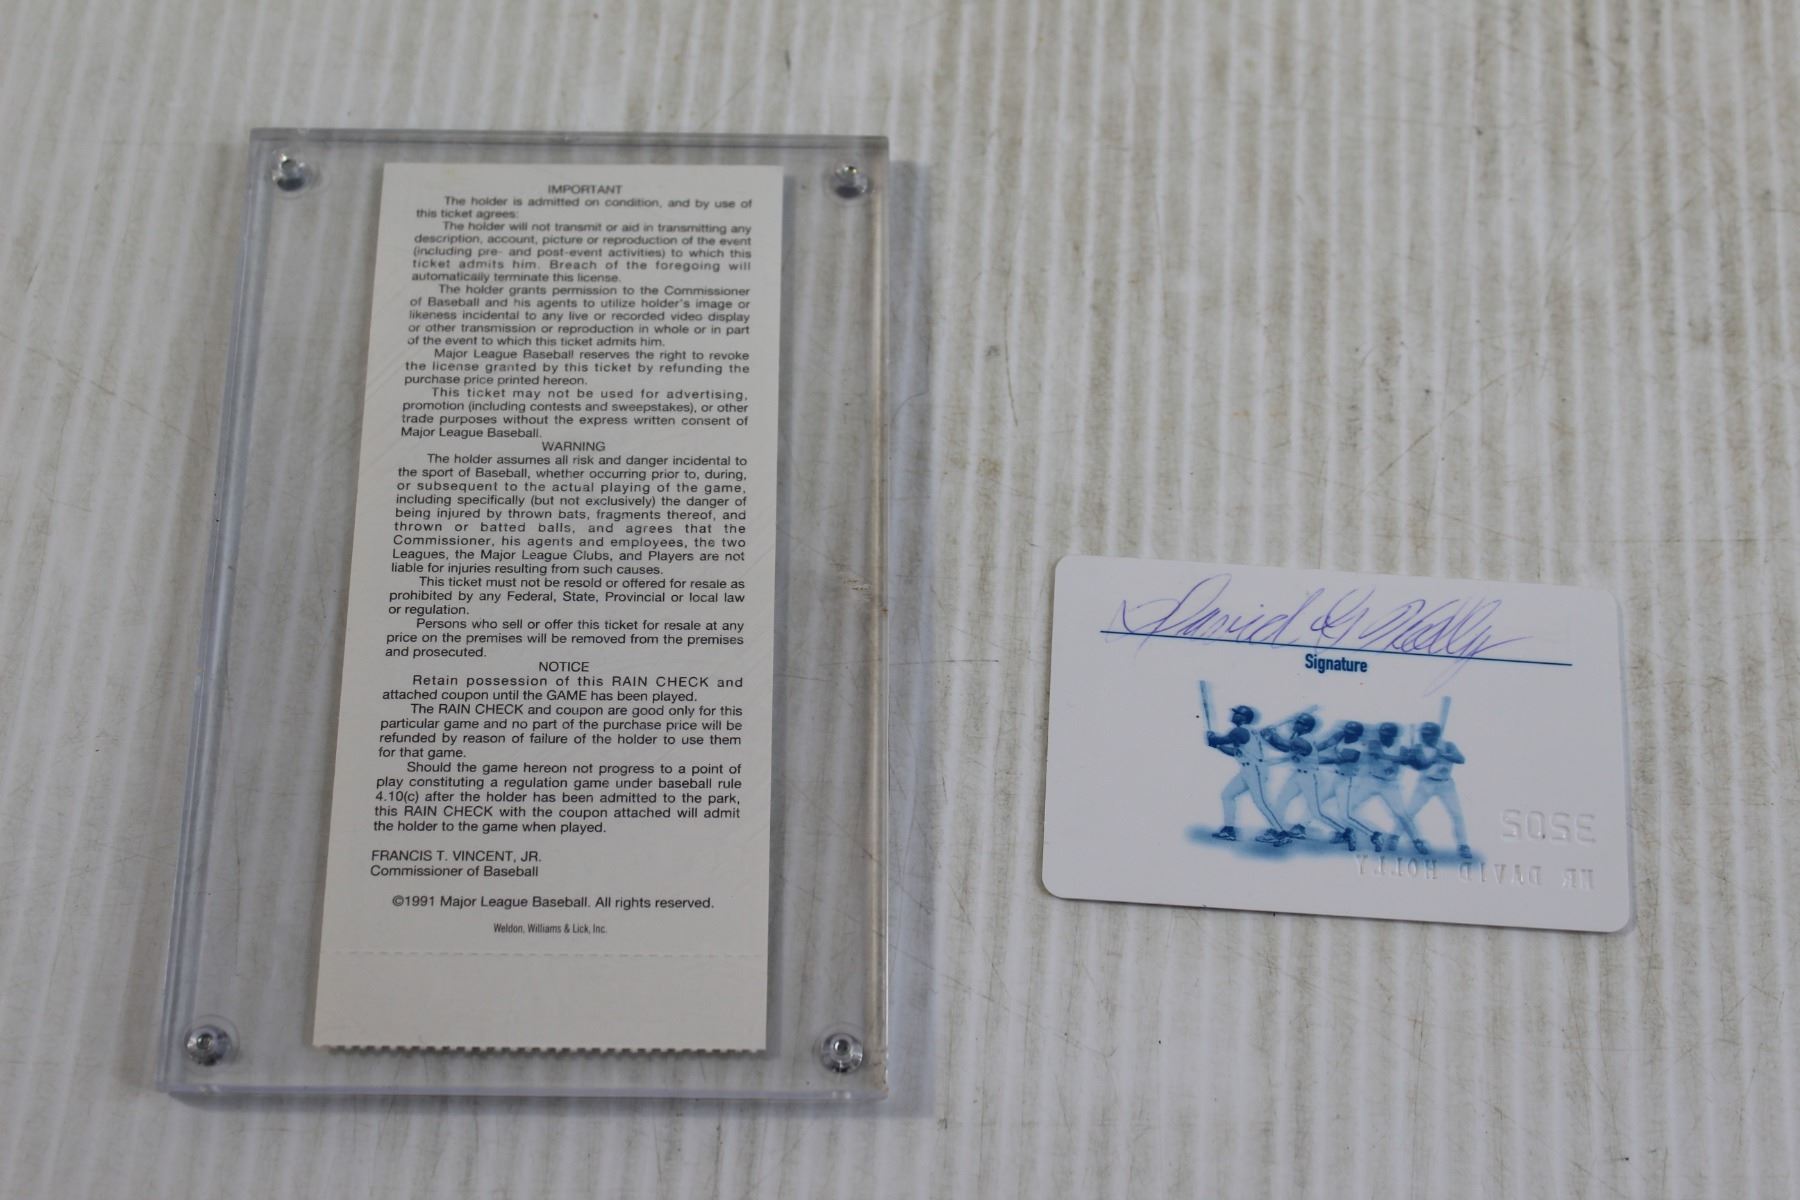 IMPORTANT
The holder is admitted on condition, and by use of
this ticket agrees:
The holder will not transmit or aid in transmitting any
description, account, picture or reproduction of the event
(including pre- and post-event activities) to which this
ticket admits him. Breach of the foregoing will
automatically terminate this license.
The holder grants permission to the Commissioner
of Baseball and his agents to utilize holder's image or
likeness incidental to any live or recorded video display
or other transmission or reproduction in whole or in part
of the event to which this ticket admits him.
Major League Baseball reserves the right to revoke
the license granted by this ticket by refunding the
purchase price printed hereon.
This ticket may not be used for advertising,
promotion (including contests and sweepstakes), or other
trade purposes without the express written consent of
Major League Baseball.
WARNING
The holder assumes all risk and danger incidental to
the sport of Baseball, whether occurring prior to, during,
or subsequent to the actual playing of the game,
including specifically (but not exclusively) the danger of
being injured by thrown bats, fragments thereof, and
thrown or batted balls, and agrees that the
Commissioner, his agents and employees, the two
Leagues, the Major League Clubs, and Players are not
liable for injuries resulting from such causes.
This ticket must not be resold or offered for resale as
prohibited by any Federal, State, Provincial or local law
or regulation.
Persons who sell or offer this ticket for resale at any
price on the premises will be removed from the premises
and prosecuted.
NOTICE
Retain possession of this RAIN CHECK and
attached coupon until the GAME has been played.
The RAIN CHECK and coupon are good only for this
particular game and no part of the purchase price will be
refunded by reason of failure of the holder to use them
for that game.
Should the game hereon not progress to a point of
play constituting a regulation game under baseball rule
4.10(c) after the holder has been admitted to the park,
this RAIN CHECK with the coupon attached will admit
the holder to the game when played.
FRANCIS T. VINCENT, JR.
Commissioner of Baseball
©1991 Major League Baseball. All rights reserved.
Weldon, Williams & Lick, Inc.
David G Holly
Signature
3202
MR DAVID HOLLY